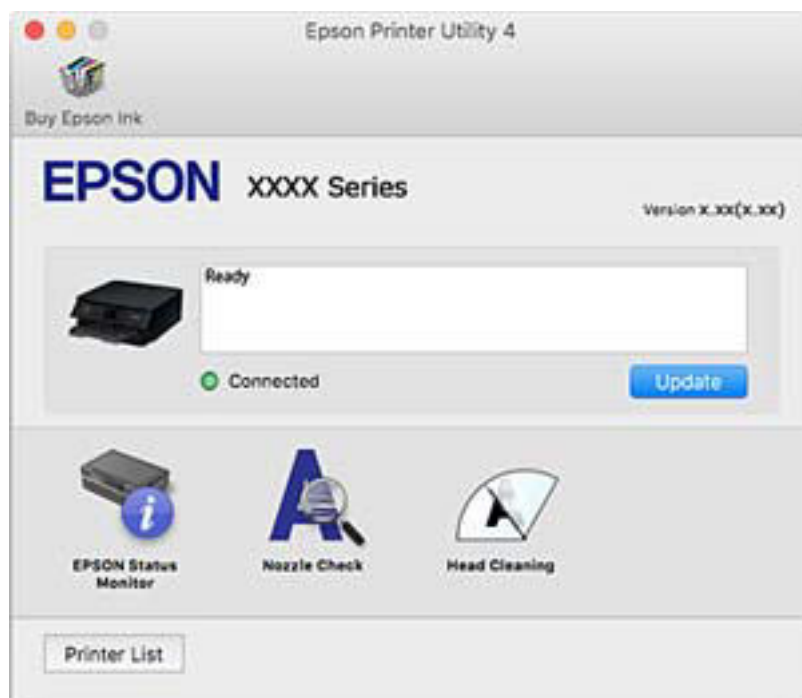 Epson Printer Utility 4
Buy Epson Ink
EPSON XXXX Series
Version X.XX(X.XX)
Ready
Connected
Update
EPSON Status
Monitor
Nozzle Check
Head Cleaning
Printer List